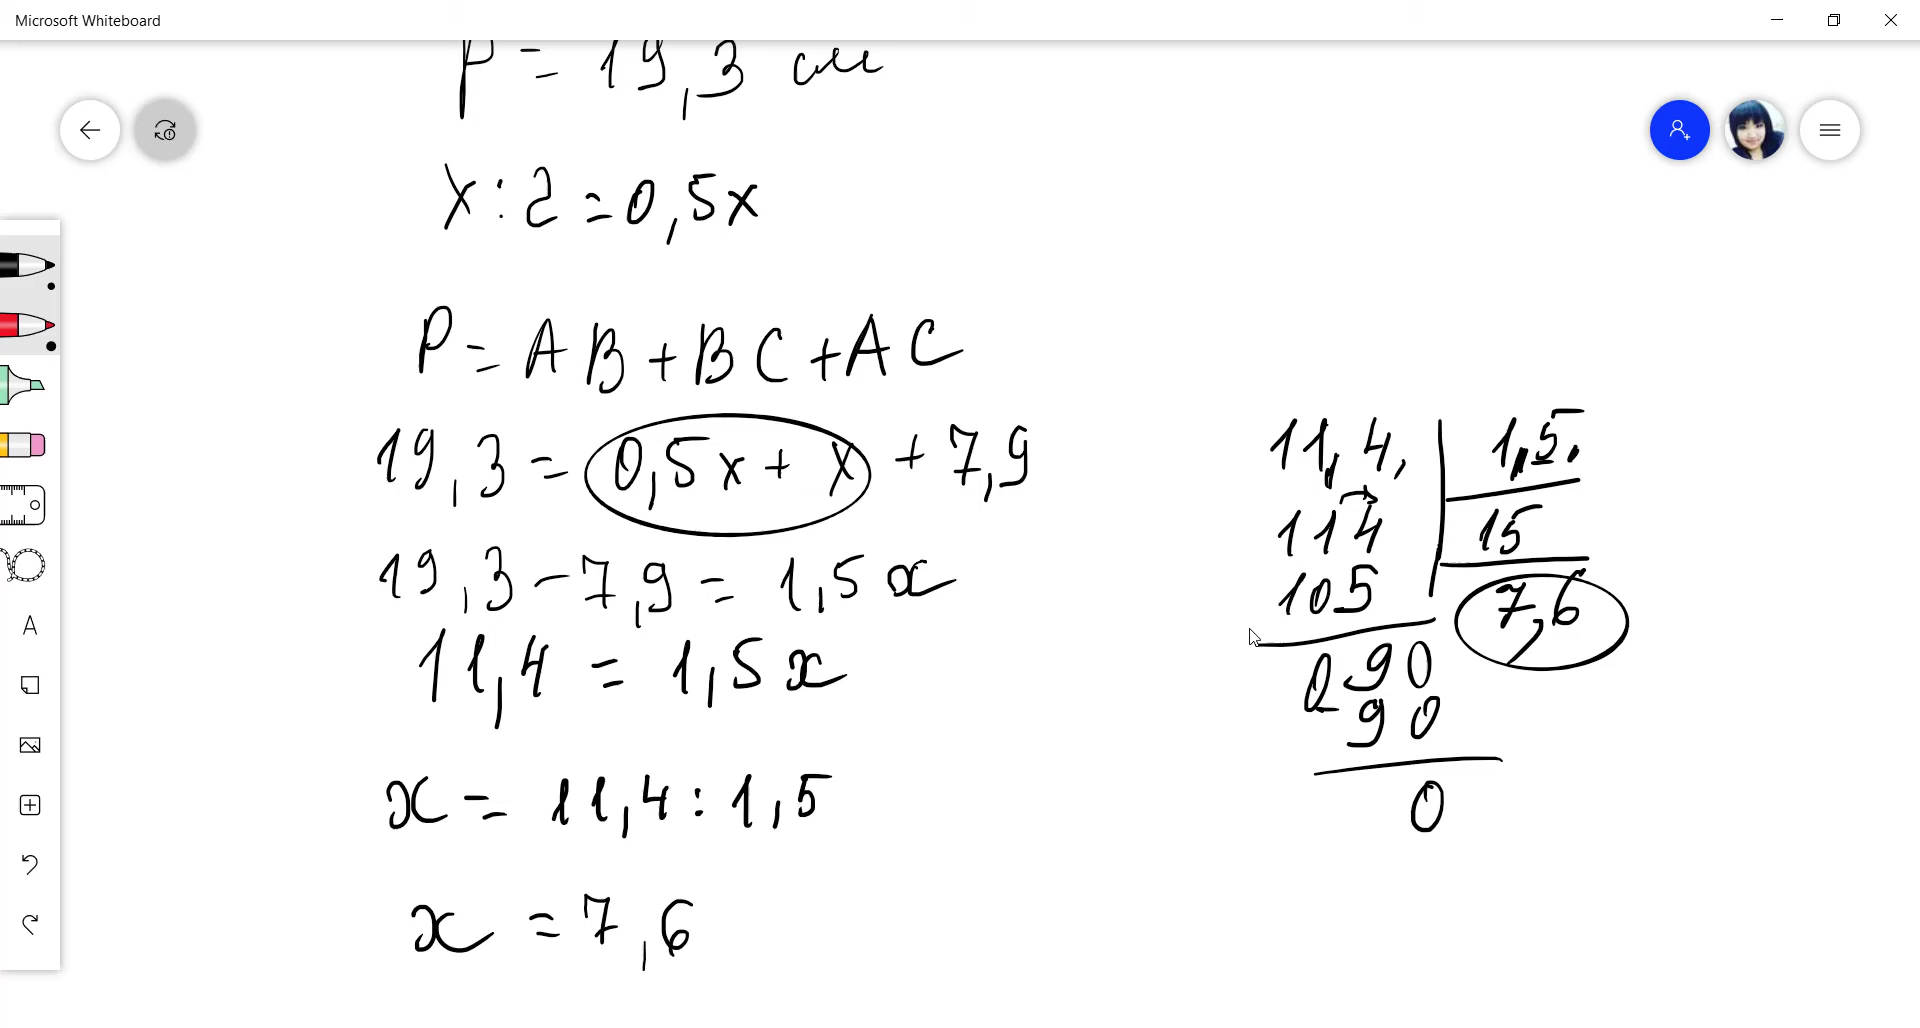 Microsoft Whiteboard
P = 19,3 см
x : 2 = 0,5x
P = AB + BC + AC
19,3 = 0,5x + x + 7,9
19,3 − 7,9 = 1,5x
11,4 = 1,5x
x = 11,4 : 1,5
x = 7,6
11,4, 1,5.
114 15
105 7,6
090
90
0
A